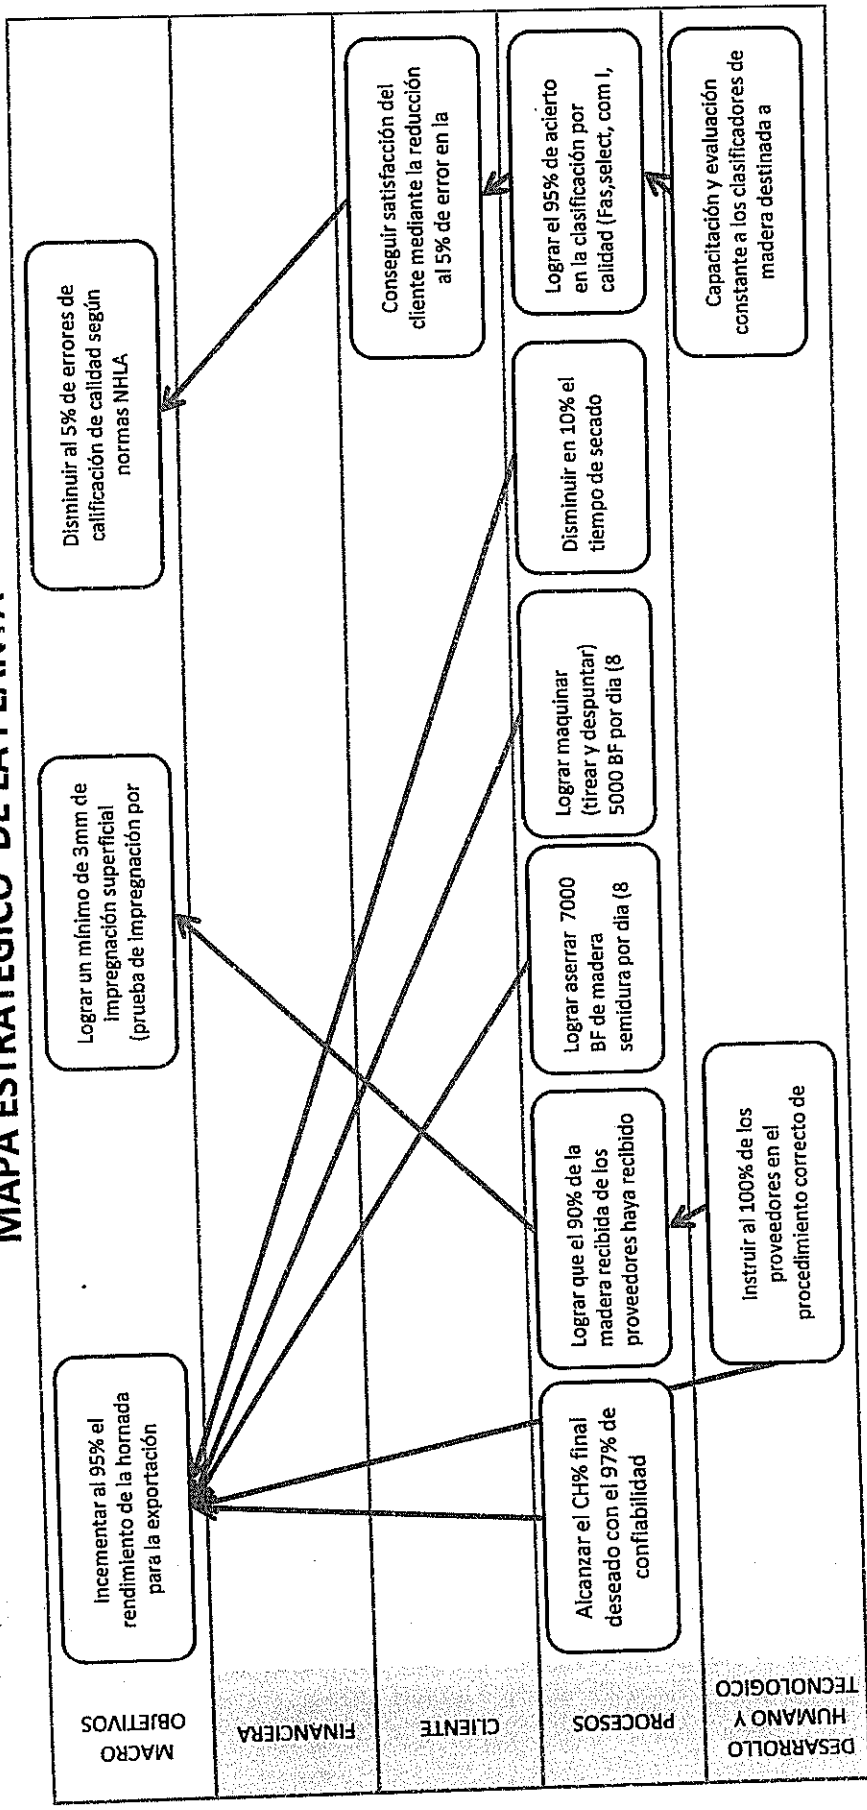 MAPA ESTRATEGICO DE LA PLANTA
MACRO
OBJETIVOS
Incementar al 95% el
rendimiento de la hornada
para la exportación
Lograr un mínimo de 3mm de
impregnación superficial
(prueba de impregnación por
Disminuir al 5% de errores de
calificación de calidad según
normas NHLA
FINANCIERA
CLIENTE
Conseguir satisfacción del
cliente mediante la reducción
al 5% de error en la
PROCESOS
Alcanzar el CH% final
deseado con el 97% de
confiabilidad
Lograr que el 90% de la
madera recibida de los
proveedores haya recibido
Lograr aserrar 7000
BF de madera
semidura por dia (8
Lograr maquinar
(tirear y despuntar)
5000 BF por dia (8
Disminuir en 10% el
tiempo de secado
Lograr el 95% de acierto
en la clasificación por
calidad (Fas,select, com I,
DESARROLLO
HUMANO Y
TECNOLOGICO
Instruir al 100% de los
proveedores en el
procedimiento correcto de
Capacitación y evaluación
constante a los clasificadores de
madera destinada a